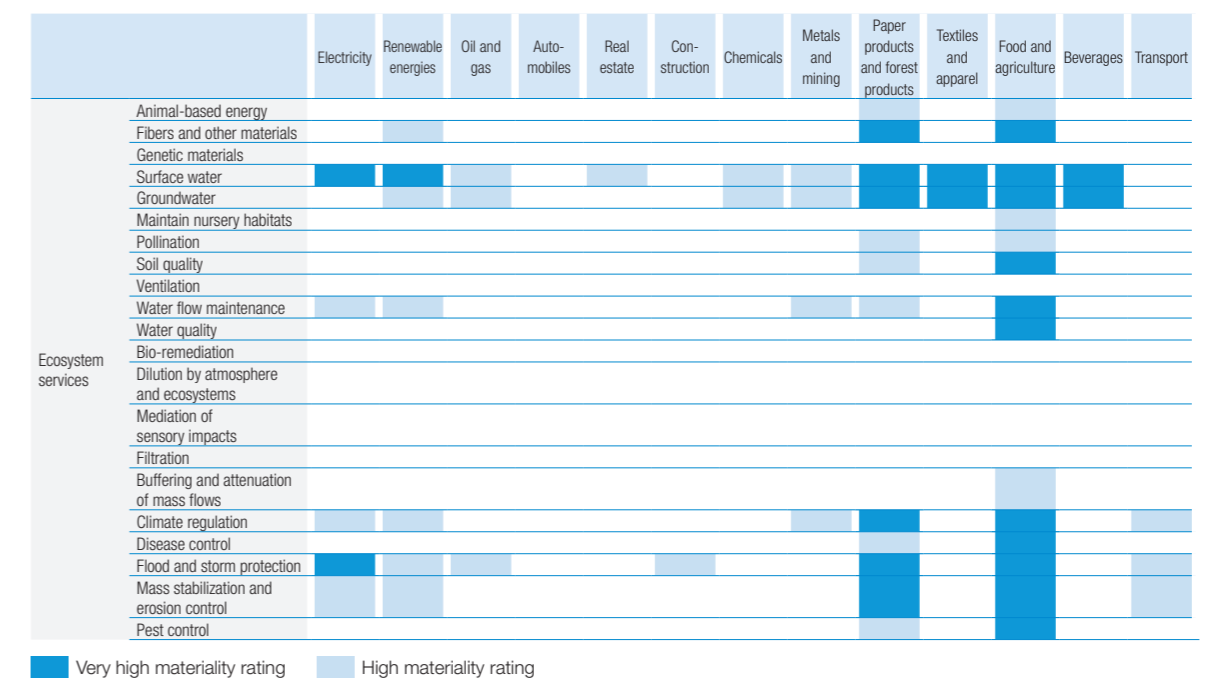 Electricity
Renewable
energies
Oil and
gas
Auto-
mobiles
Real
estate
Con-
struction
Chemicals
Metals
and
mining
Paper
products
and forest
products
Textiles
and
apparel
Food and
agriculture
Beverages
Transport
Ecosystem
services
Animal-based energy
Fibers and other materials
Genetic materials
Surface water
Groundwater
Maintain nursery habitats
Pollination
Soil quality
Ventilation
Water flow maintenance
Water quality
Bio-remediation
Dilution by atmosphere
and ecosystems
Mediation of
sensory impacts
Filtration
Buffering and attenuation
of mass flows
Climate regulation
Disease control
Flood and storm protection
Mass stabilization and
erosion control
Pest control
Very high materiality rating
High materiality rating